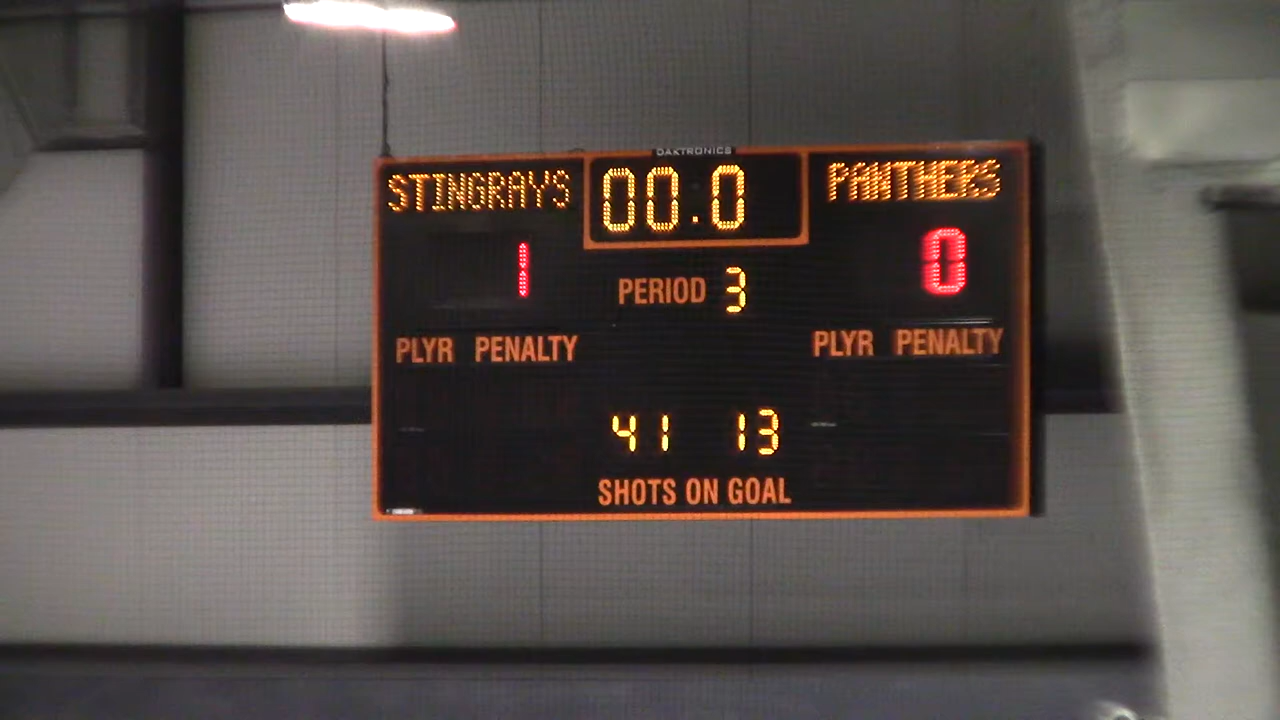 DAKTRONICS
STINGRAYS 00.0 PANTHERS
1 PERIOD 3 0
PLYR PENALTY PLYR PENALTY
41 13
SHOTS ON GOAL